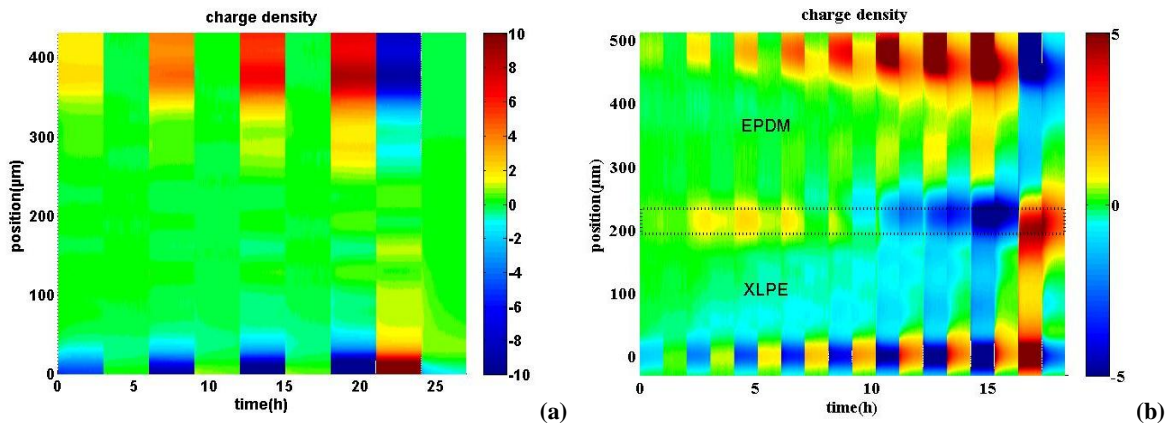 charge density
position(µm)
400
300
200
100
0
0 5 10 15 20 25
time(h)
10
8
6
4
2
0
-2
-4
-6
-8
-10
(a)
charge density
position(µm)
500
400
300
200
100
0
EPDM
XLPE
0 5 10 15
time(h)
5
0
-5
(b)